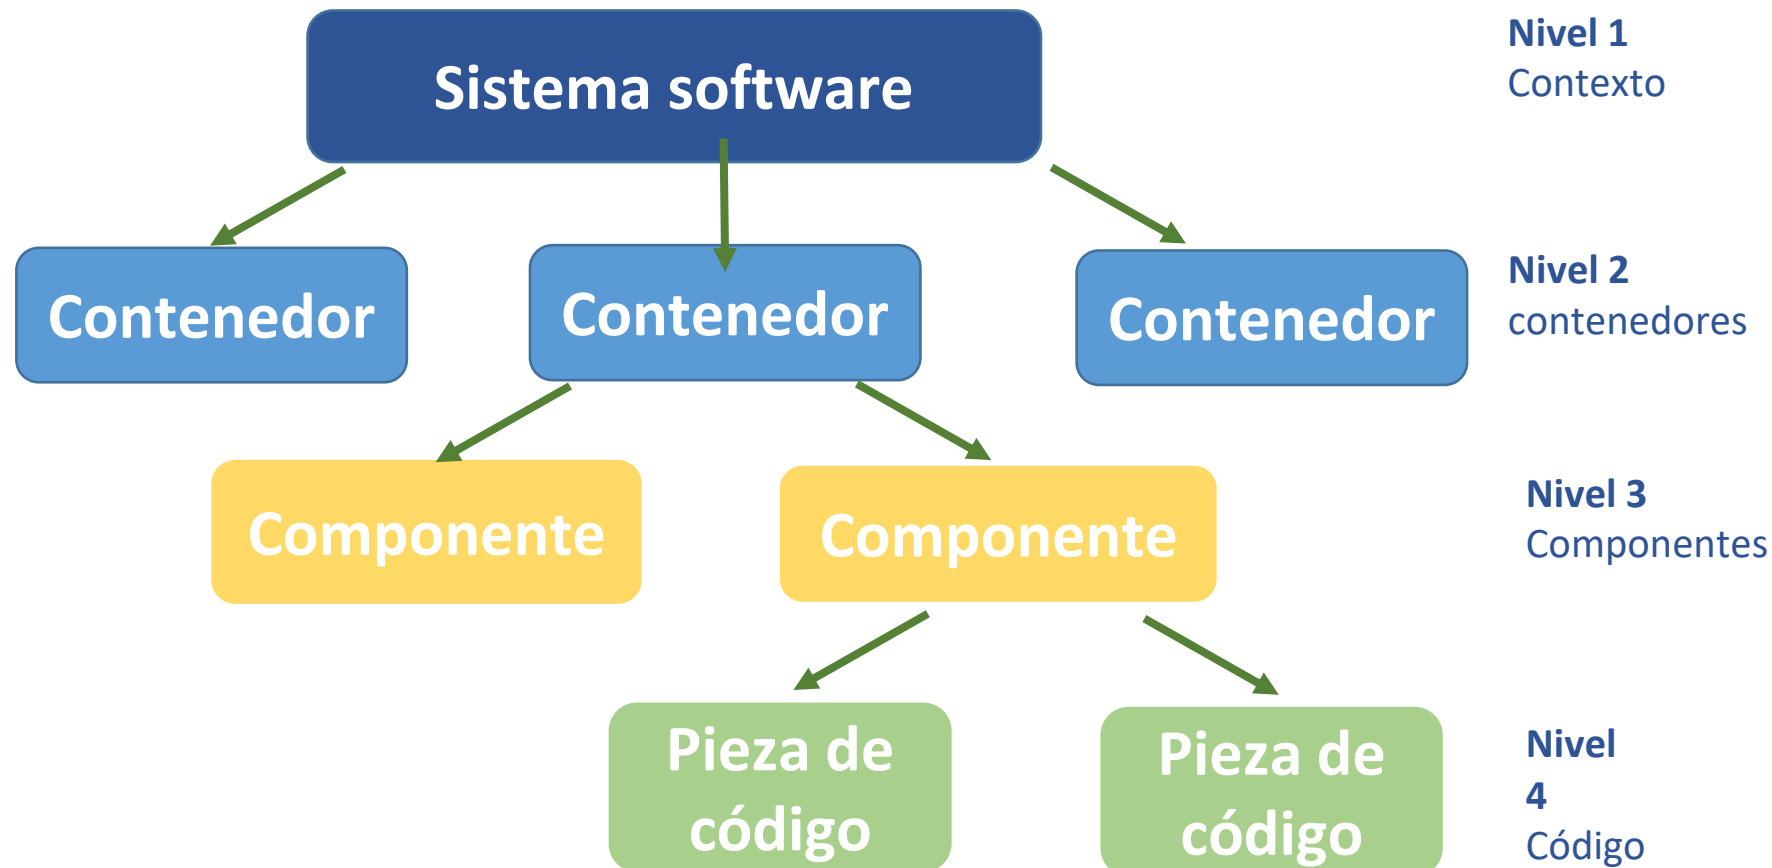 Sistema software
Nivel 1
Contexto
Contenedor
Contenedor
Contenedor
Nivel 2
contenedores
Componente
Componente
Nivel 3
Componentes
Pieza de
código
Pieza de
código
Nivel
4
Código